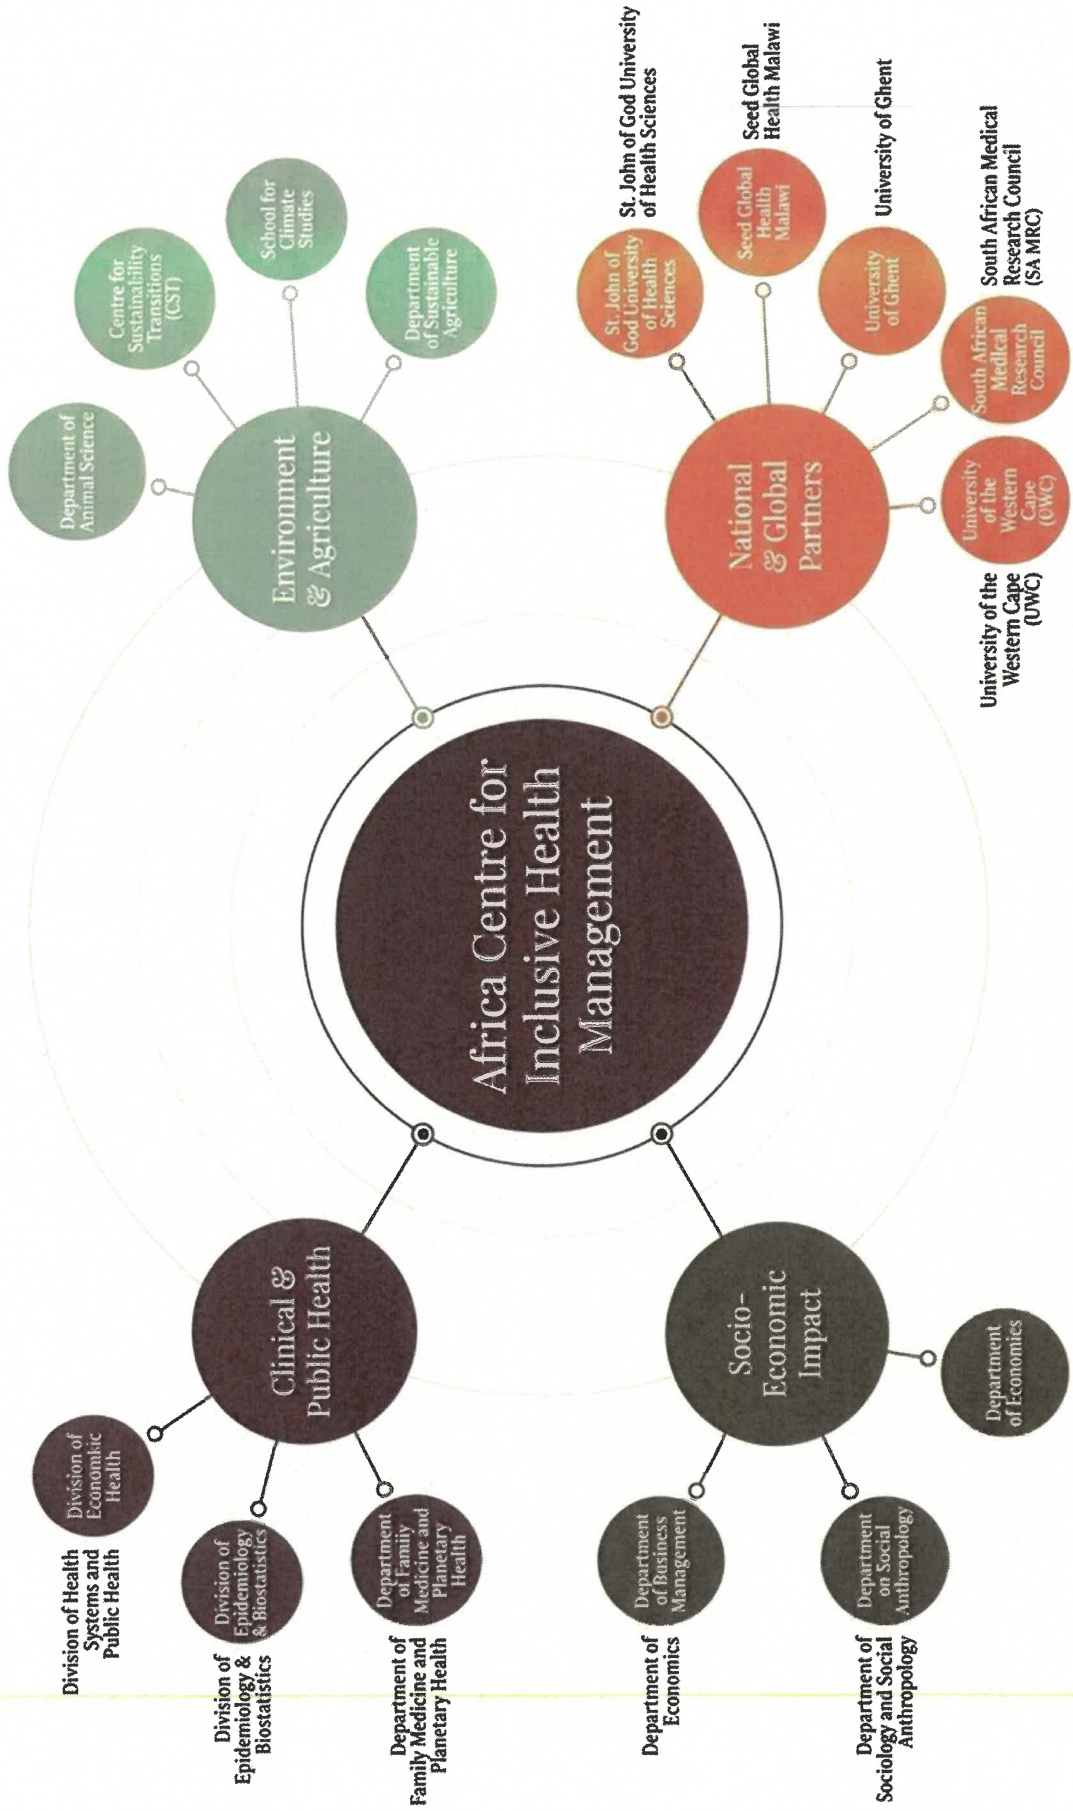 Africa Centre for
Inclusive Health
Management
Clinical &
Public Health
Division of
Economkic
Health
Division of Health
Systems and
Public Health
Division of
Epidemiology
& Biostatistics
Division of
Epidemiology &
Biostatistics
Department
of Family
Medicine and
Planetary
Health
Department of
Family Medicine and
Planetary Health
Environment
& Agriculture
Department of
Animal Science
Centre for
Sustainability
Transitions
(CST)
School for
Climate
Studies
Department
of Sustainable
Agriculture
Socio-
Economic
Impact
Department
of Business
Management
Department of
Economics
Department
on Social
Anthropology
Department of
Sociology and Social
Anthropology
Department
of Economics
National
& Global
Partners
St. John of
God University
of Health
Sciences
St. John of God University
of Health Sciences
Seed Global
Health
Malawi
Seed Global
Health Malawi
University
of Ghent
University of Ghent
South African
Medical
Research
Council
South African Medical
Research Council
(SA MRC)
University
of the
Western
Cape
(UWC)
University of the
Western Cape
(UWC)